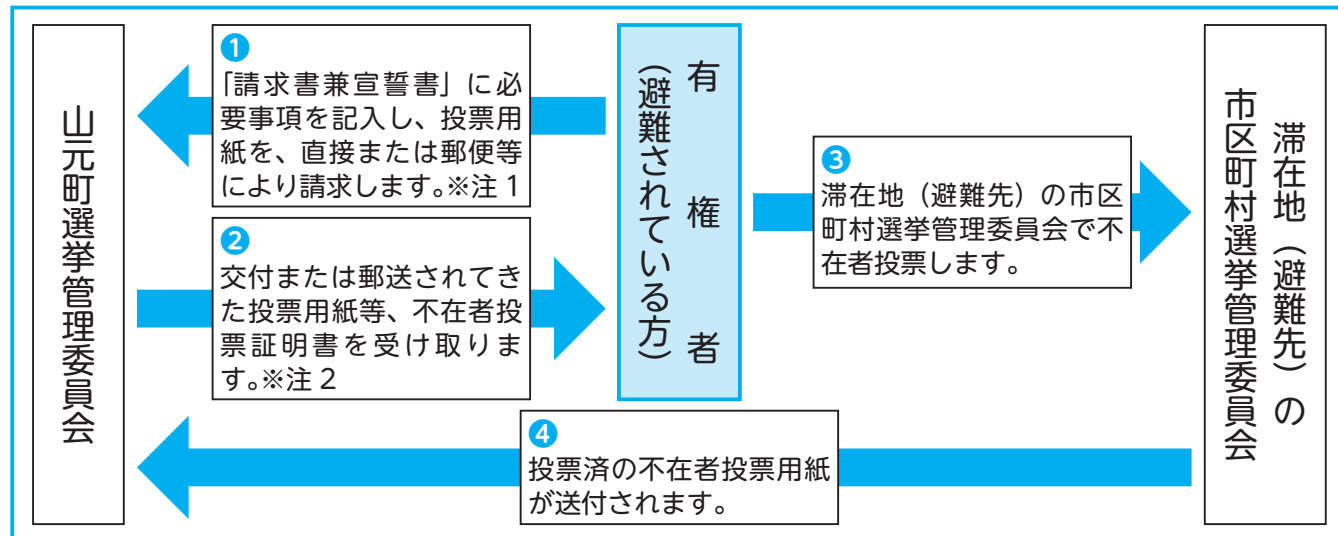 山元町選挙管理委員会
❶
「請求書兼宣誓書」に必
要事項を記入し、投票用
紙を、直接または郵便等
により請求します。※注1
❷
交付または郵送されてき
た投票用紙等、不在者投
票証明書を受け取りま
す。※注2
有権者
（避難されている方）
❸
滞在地（避難先）の市区
町村選挙管理委員会で不
在者投票します。
滞在地（避難先）の
市区町村選挙管理委員会
❹
投票済の不在者投票用紙
が送付されます。